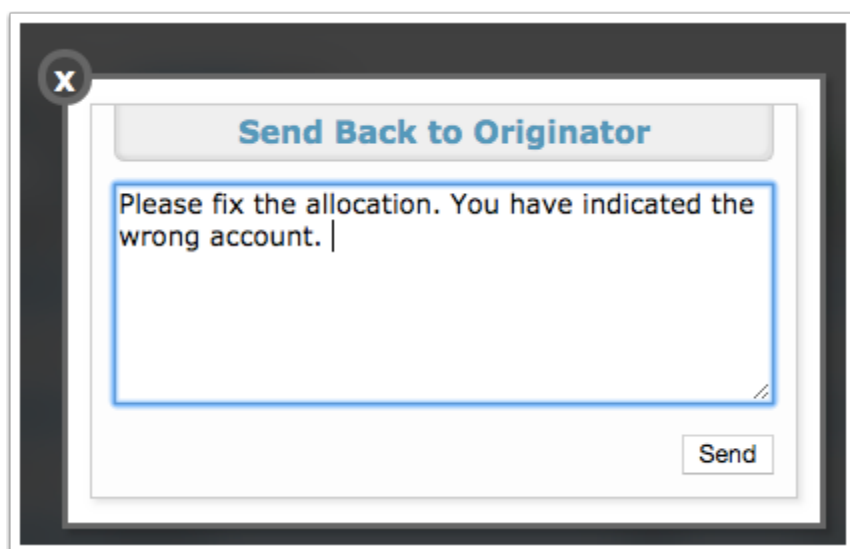 x
Send Back to Originator
Please fix the allocation. You have indicated the
wrong account.
Send